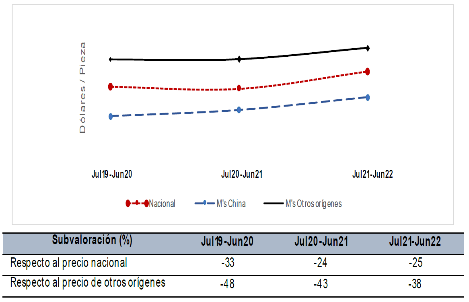 Dólares / Pieza
Jul19-Jun20 Jul20-Jun21 Jul21-Jun22
Nacional M's China M's Otros orígenes
Subvaloración (%) Jul19-Jun20 Jul20-Jun21 Jul21-Jun22
Respecto al precio nacional -33 -24 -25
Respecto al precio de otros orígenes -48 -43 -38